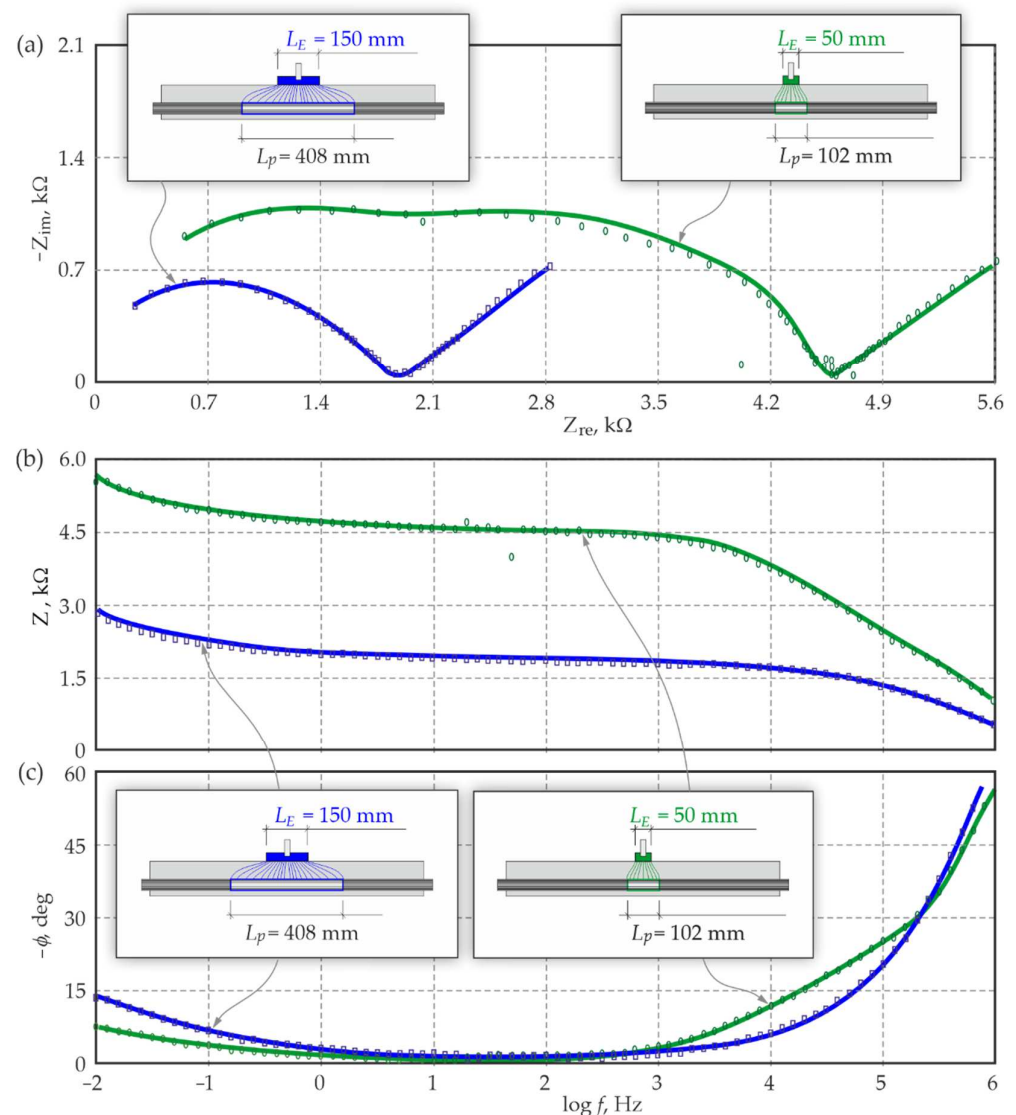 (a)
2.1
1.4
0.7
0
-Z_im, kΩ
L_E = 150 mm
L_p = 408 mm
L_E = 50 mm
L_p = 102 mm
0 0.7 1.4 2.1 2.8 3.5 4.2 4.9 5.6
Z_re, kΩ
(b)
6.0
4.5
3.0
1.5
0
Z, kΩ
(c)
60
45
30
15
0
-ϕ, deg
L_E = 150 mm
L_p = 408 mm
L_E = 50 mm
L_p = 102 mm
−2 −1 0 1 2 3 4 5 6
log f, Hz